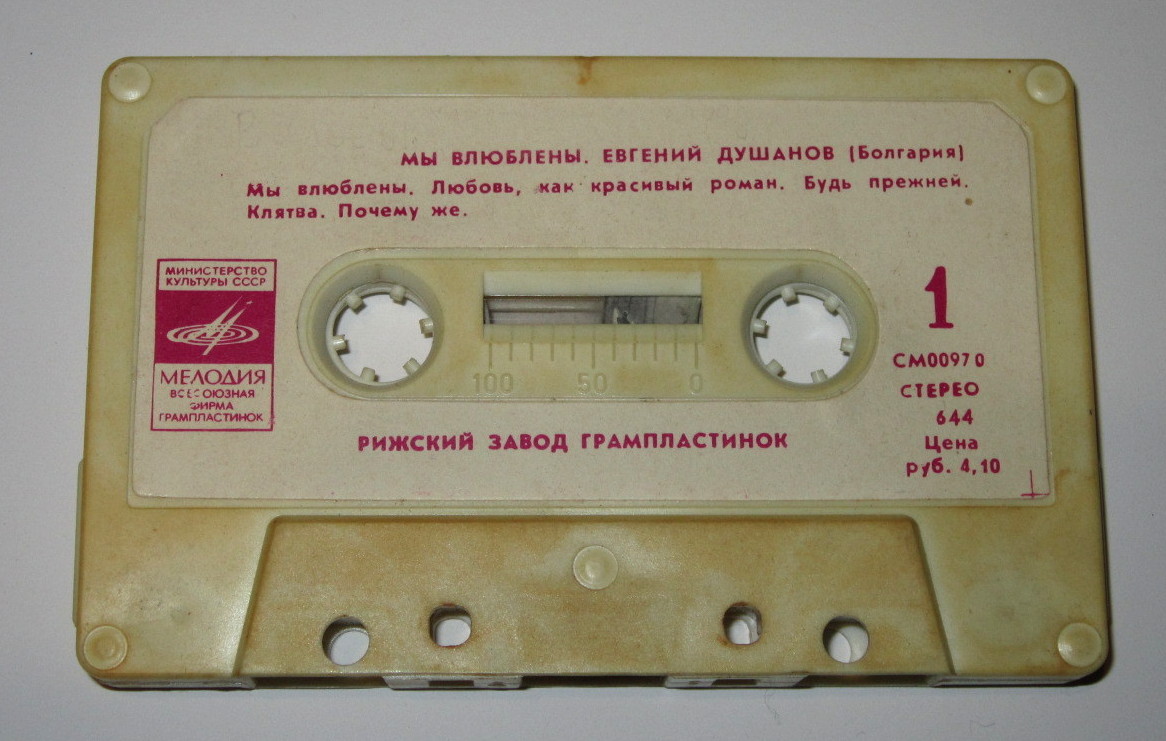 МЫ ВЛЮБЛЕНЫ. ЕВГЕНИЙ ДУШАНОВ (Болгария)
Мы влюблены. Любовь, как красивый роман. Будь прежней.
Клятва. Почему же.
МИНИСТЕРСТВО
КУЛЬТУРЫ СССР
МЕЛОДИЯ
ВСЕСОЮЗНАЯ
ФИРМА
ГРАМПЛАСТИНОК
1
СМ00970
СТЕРЕО
644
Цена
руб. 4,10
100 50 0
РИЖСКИЙ ЗАВОД ГРАМПЛАСТИНОК